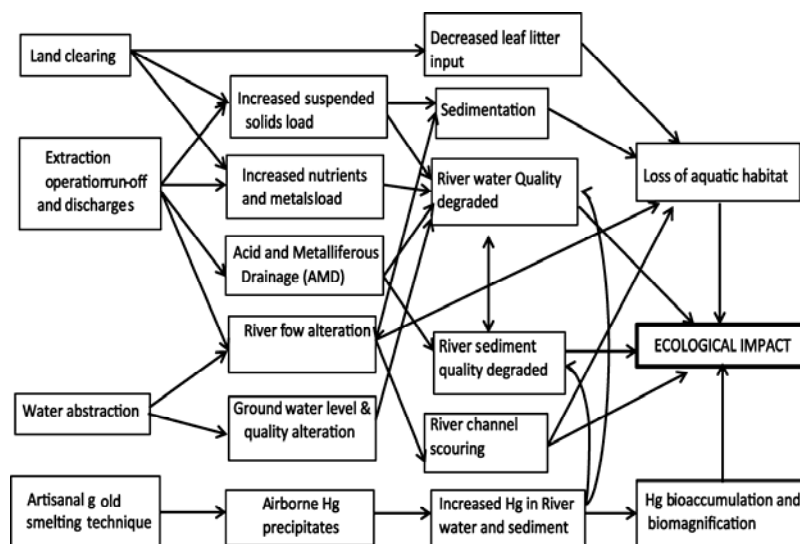 Land clearing
Decreased leaf litter
input
Increased suspended
solids load
Sedimentation
Extraction
operationrun-off
and discharges
Increased nutrients
and metalsload
River water Quality
degraded
Loss of aquatic habitat
Acid and Metalliferous
Drainage (AMD)
River fow alteration
River sediment
quality degraded
ECOLOGICAL IMPACT
Water abstraction
Ground water level &
quality alteration
River channel
scouring
Artisanal g old
smelting technique
Airborne Hg
precipitates
Increased Hg in River
water and sediment
Hg bioaccumulation and
biomagnification